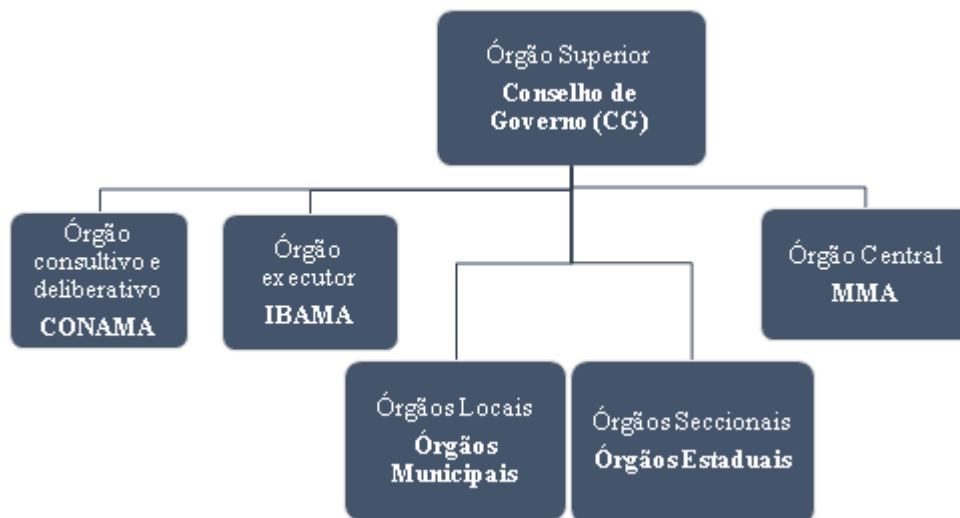 Órgão Superior
Conselho de
Governo (CG)
Órgão
consultivo e
deliberativo
CONAMA
Órgão
executor
IBAMA
Órgão Central
MMA
Órgãos Locais
Órgãos
Municipais
Órgãos Seccionais
Órgãos Estaduais